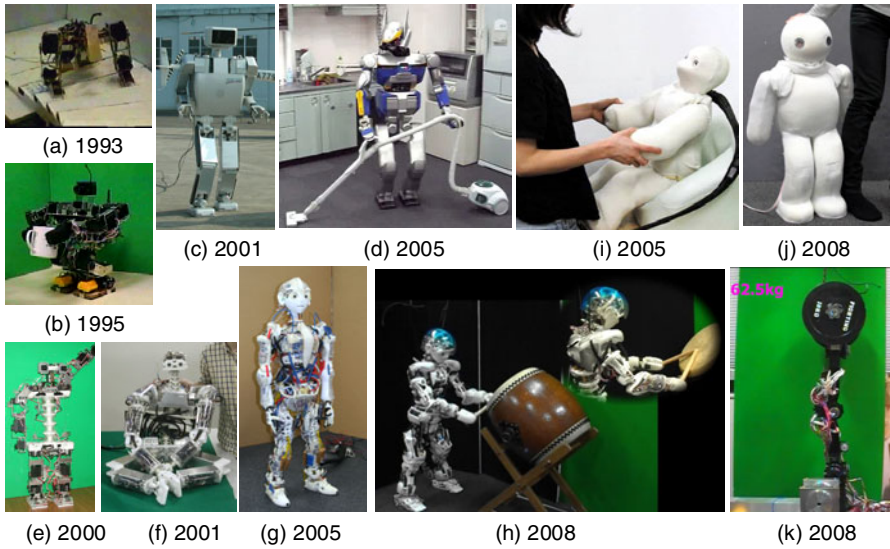 (a) 1993
(b) 1995
(c) 2001
(d) 2005
(i) 2005
(j) 2008
62.5kg
(e) 2000
(f) 2001
(g) 2005
(h) 2008
(k) 2008